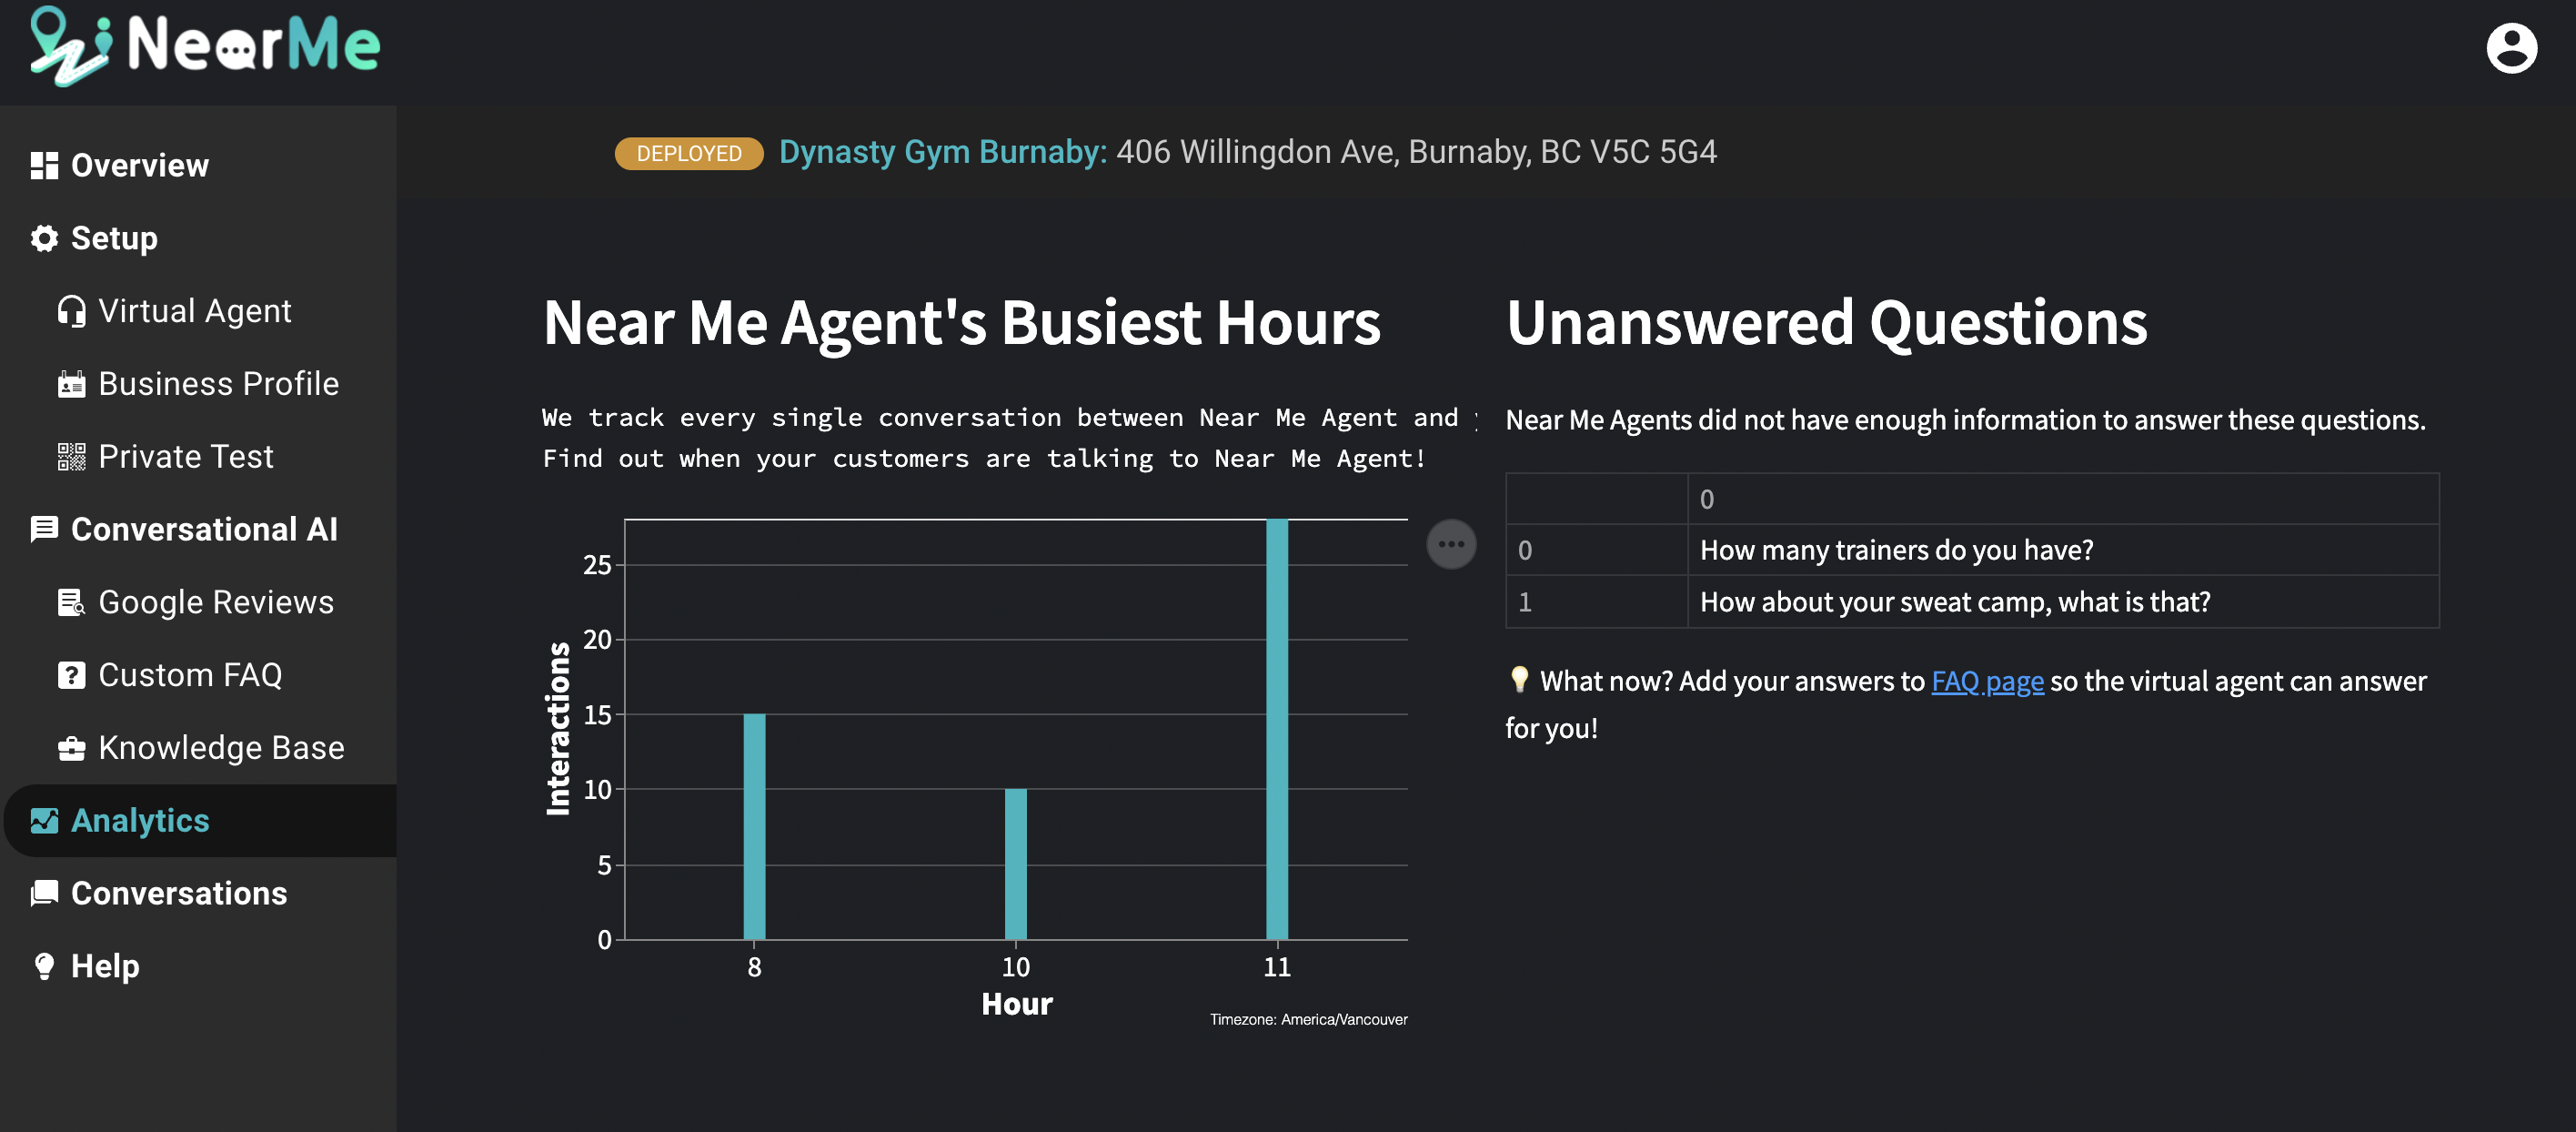 NearMe
Overview
Setup
Virtual Agent
Business Profile
Private Test
Conversational AI
Google Reviews
Custom FAQ
Knowledge Base
Analytics
Conversations
Help
DEPLOYED Dynasty Gym Burnaby: 406 Willingdon Ave, Burnaby, BC V5C 5G4
Near Me Agent's Busiest Hours
We track every single conversation between Near Me Agent and
Find out when your customers are talking to Near Me Agent!
Interactions
25
20
15
10
5
0
8 10 11
Hour
Timezone: America/Vancouver
Unanswered Questions
Near Me Agents did not have enough information to answer these questions.
0
0 How many trainers do you have?
1 How about your sweat camp, what is that?
💡 What now? Add your answers to FAQ page so the virtual agent can answer
for you!